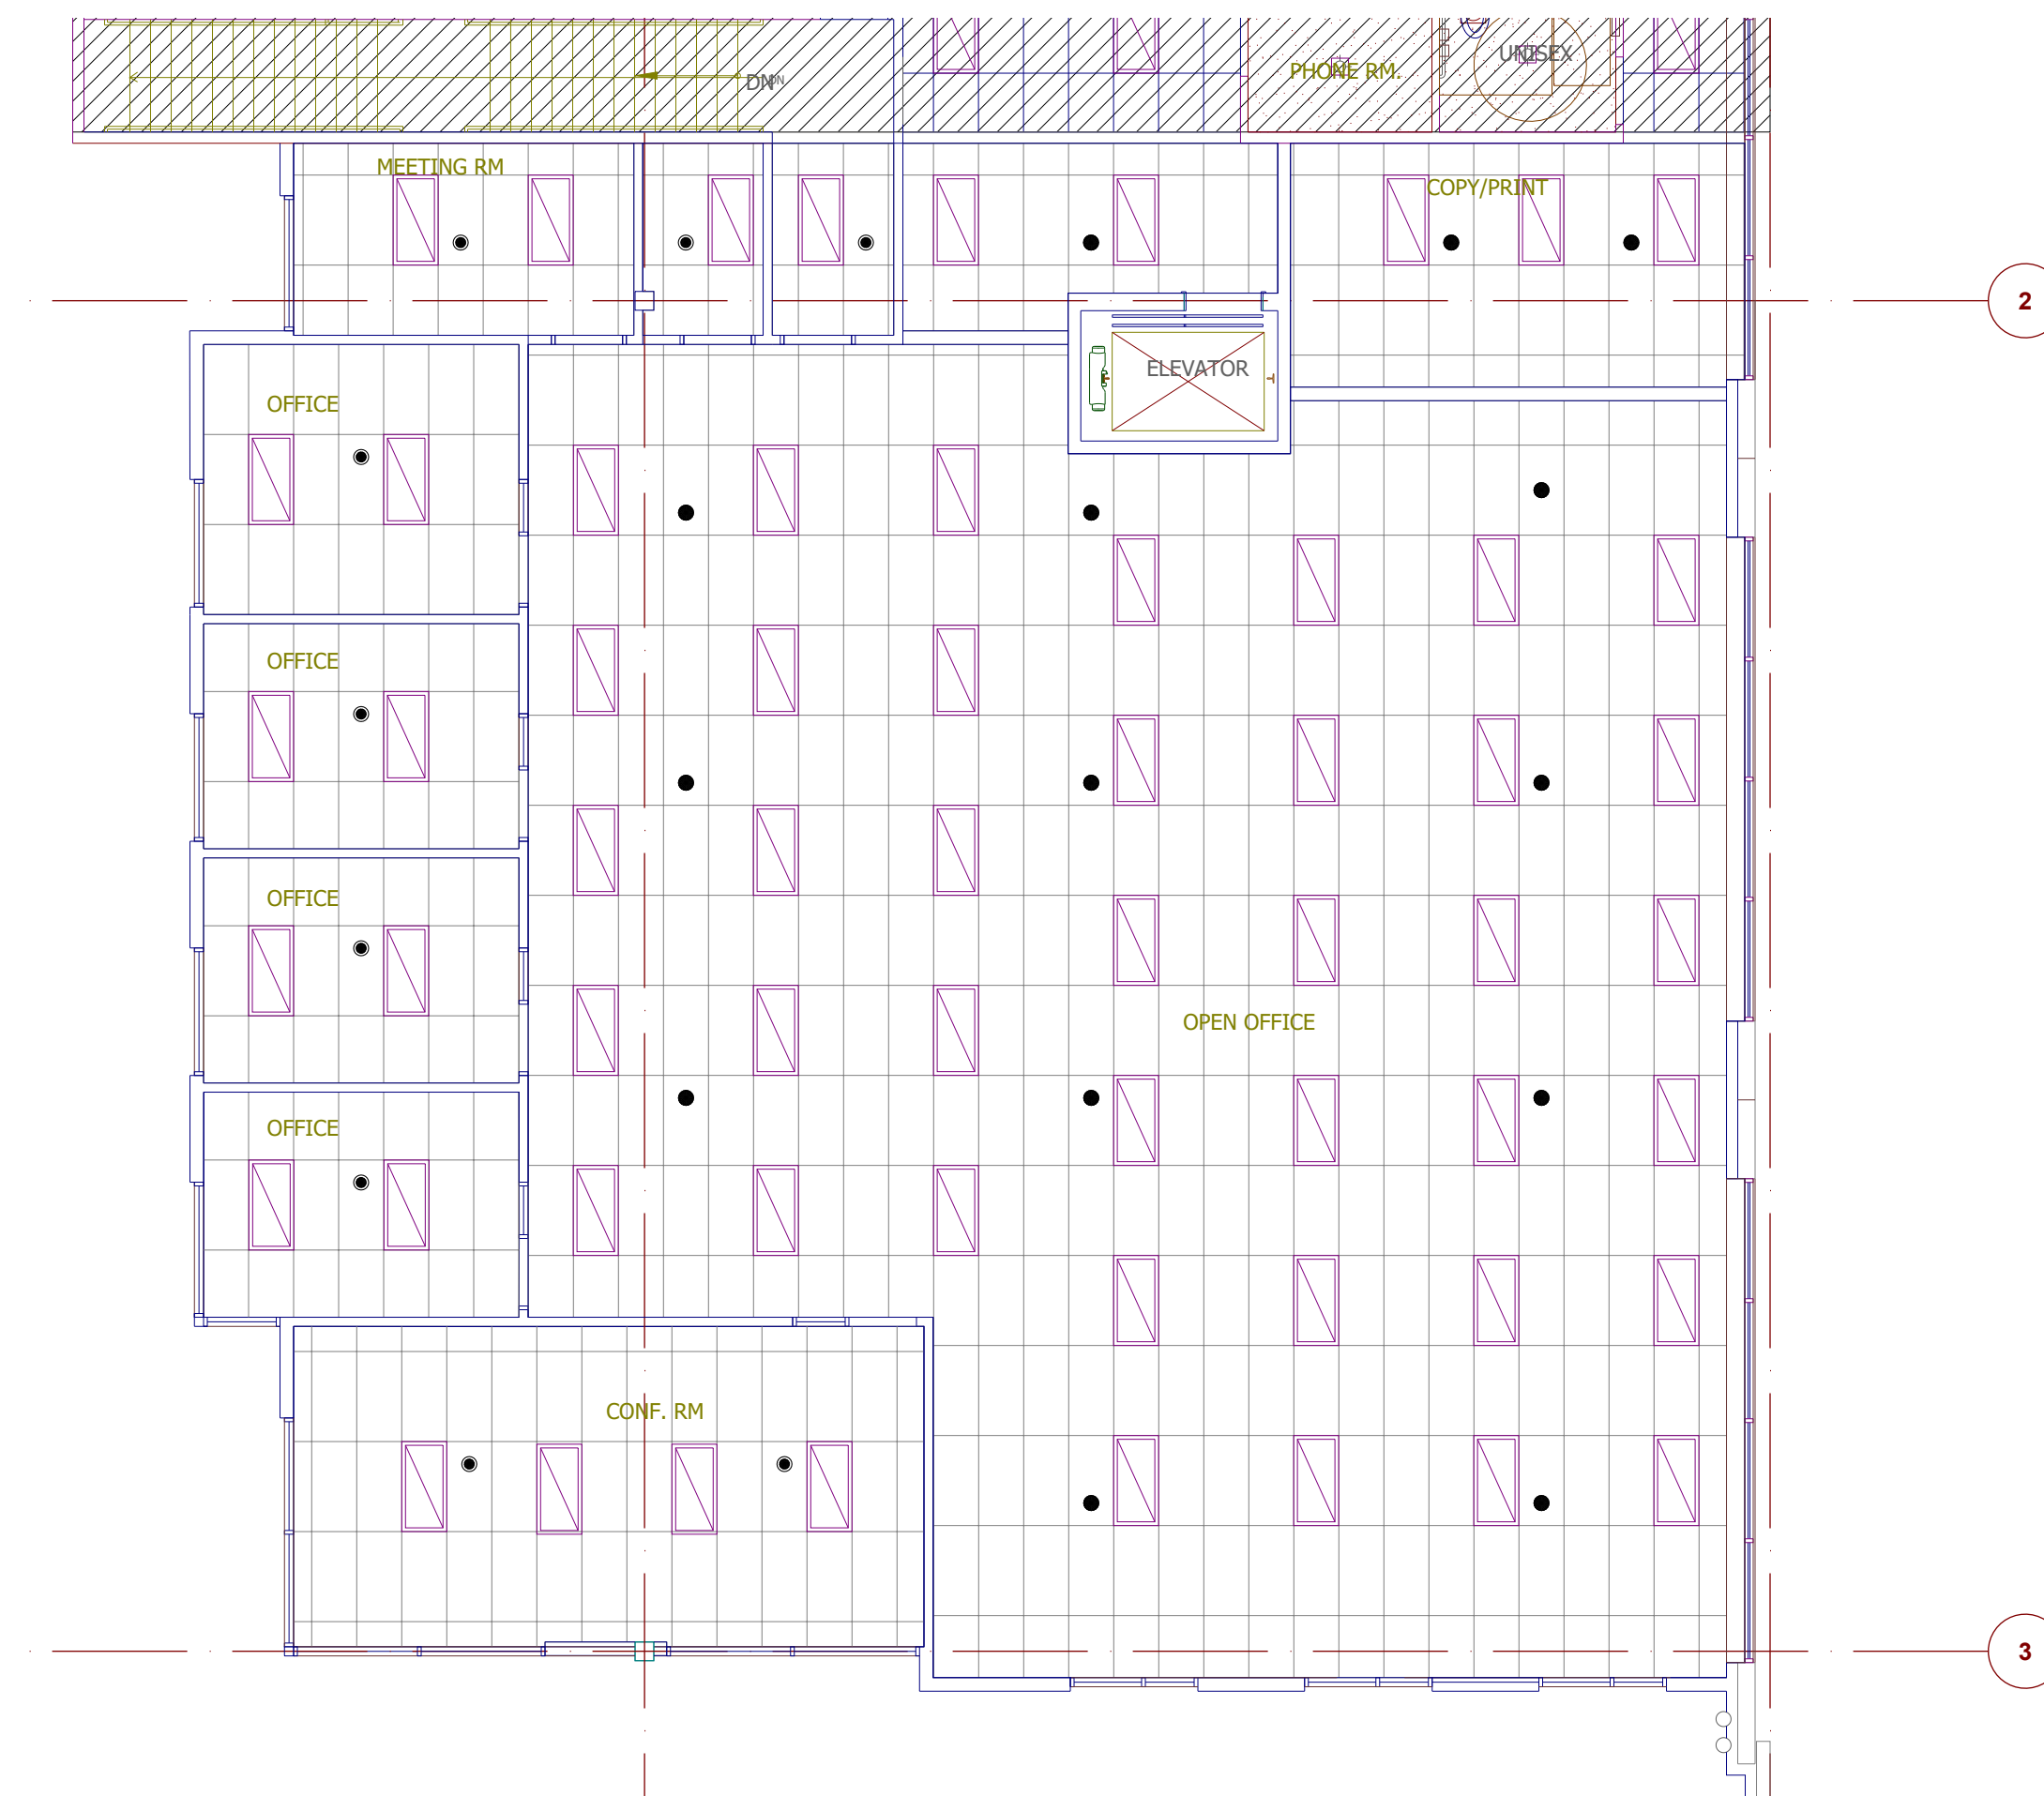 UNISEX
PHONE RM.
DN
DN
MEETING RM
COPY/PRINT
2
ELEVATOR
OFFICE
OFFICE
OFFICE
OPEN OFFICE
OFFICE
CONF. RM
3